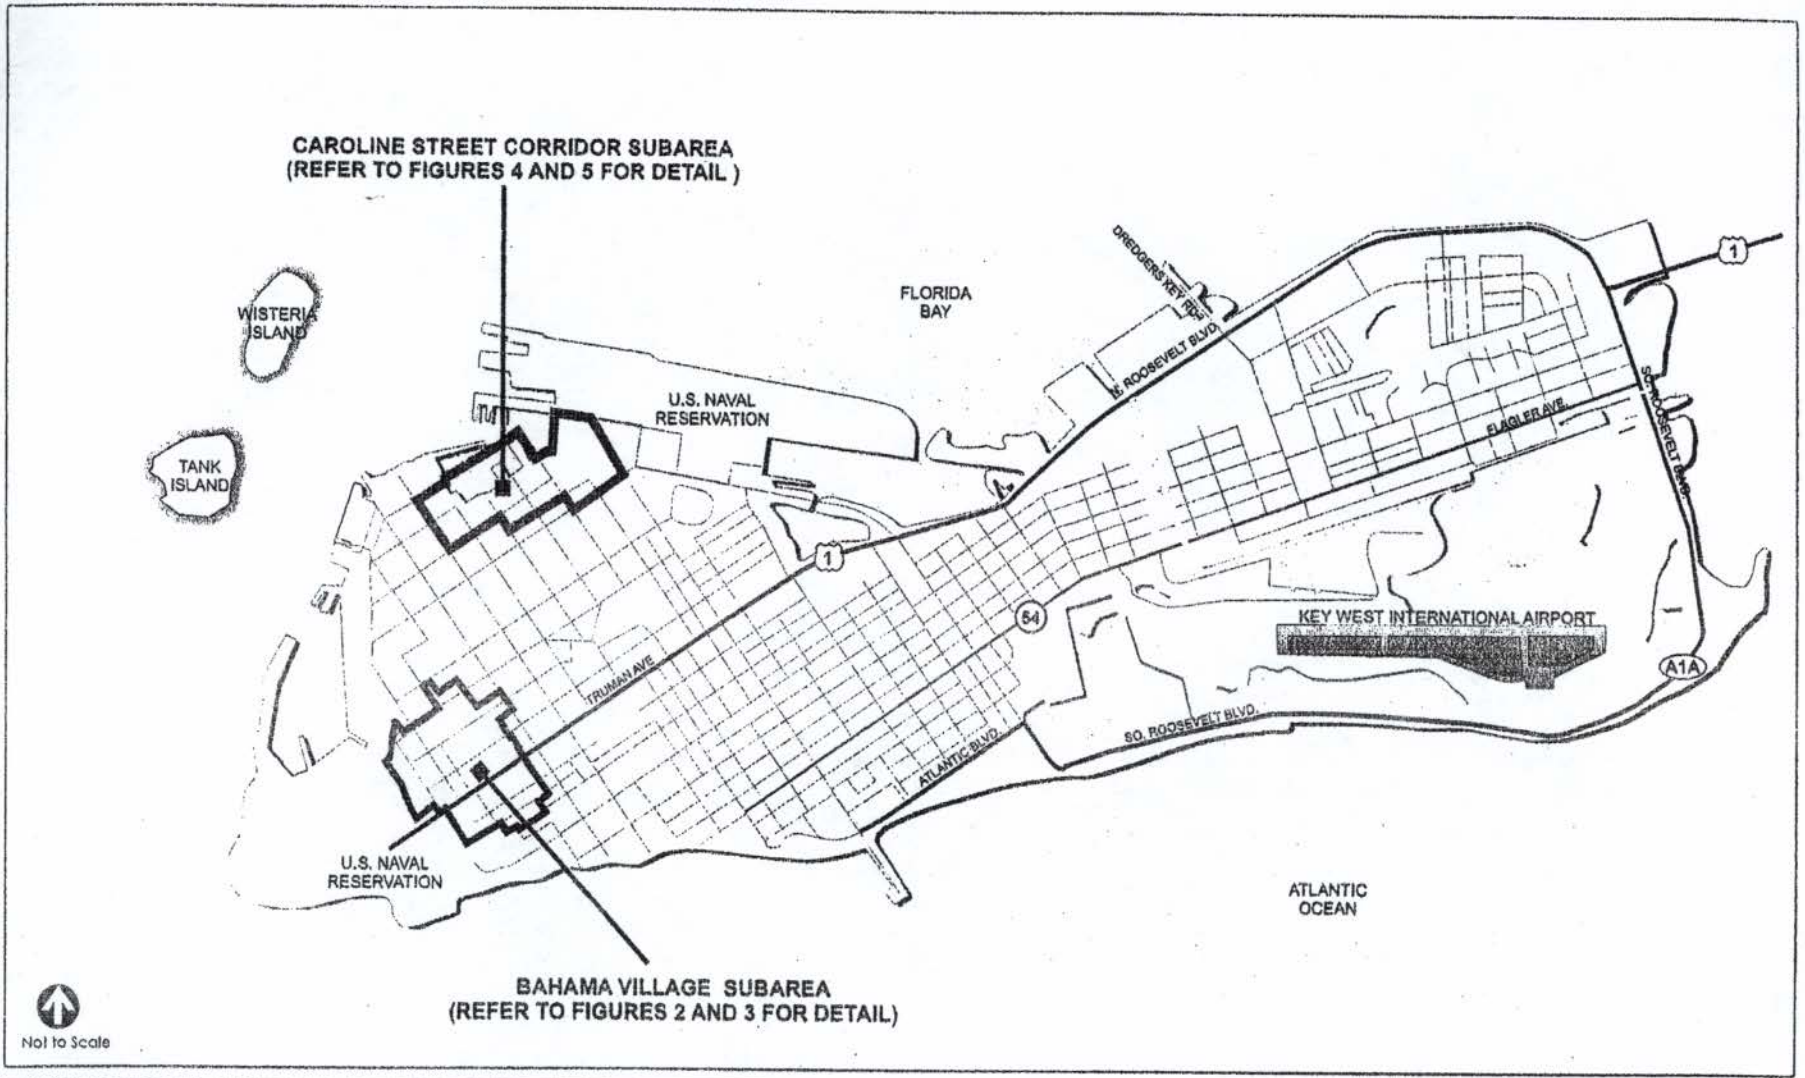 CAROLINE STREET CORRIDOR SUBAREA
(REFER TO FIGURES 4 AND 5 FOR DETAIL )
WISTERIA
ISLAND
FLORIDA
BAY
DREDGERS KEY RD.
1
N. ROOSEVELT BLVD.
U.S. NAVAL
RESERVATION
SO. ROOSEVELT BLVD.
FLAGLER AVE.
TANK
ISLAND
1
54
KEY WEST INTERNATIONAL AIRPORT
A1A
TRUMAN AVE
SO. ROOSEVELT BLVD.
ATLANTIC BLVD.
U.S. NAVAL
RESERVATION
ATLANTIC
OCEAN
BAHAMA VILLAGE SUBAREA
(REFER TO FIGURES 2 AND 3 FOR DETAIL)
Not to Scale